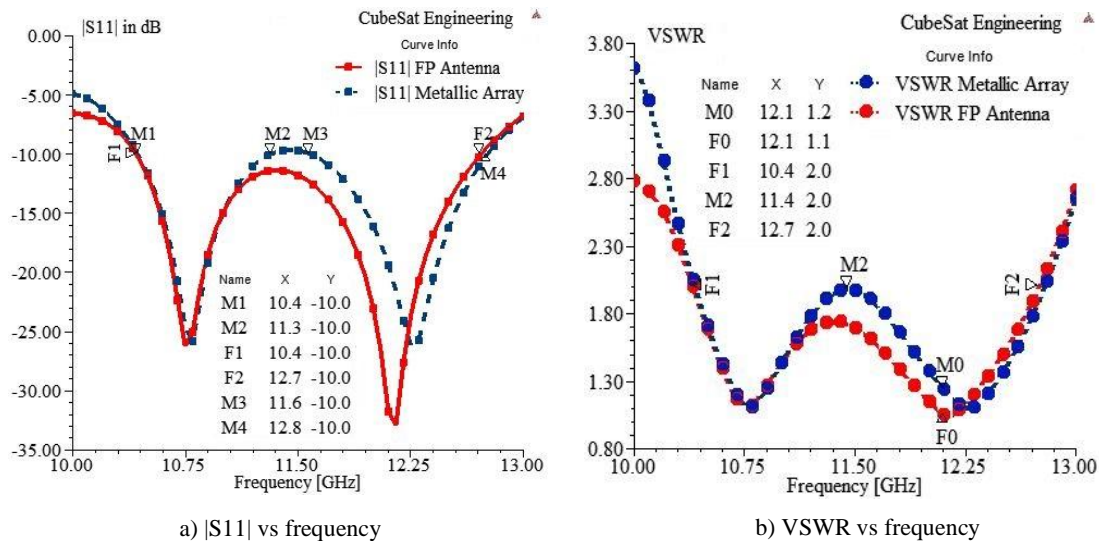 |S11| in dB
CubeSat Engineering
Curve Info
|S11| FP Antenna
|S11| Metallic Array
0.00
-5.00
-10.00
-15.00
-20.00
-25.00
-30.00
-35.00
F1
M1
M2
M3
F2
M4
Name X Y
M1 10.4 -10.0
M2 11.3 -10.0
F1 10.4 -10.0
F2 12.7 -10.0
M3 11.6 -10.0
M4 12.8 -10.0
10.00 10.75 11.50 12.25 13.00
Frequency [GHz]
a) |S11| vs frequency
VSWR
CubeSat Engineering
Curve Info
VSWR Metallic Array
VSWR FP Antenna
Name X Y
M0 12.1 1.2
F0 12.1 1.1
F1 10.4 2.0
M2 11.4 2.0
F2 12.7 2.0
3.80
3.30
2.80
2.30
1.80
1.30
0.80
F1
M2
F2
M0
F0
10.00 10.75 11.50 12.25 13.00
Frequency [GHz]
b) VSWR vs frequency